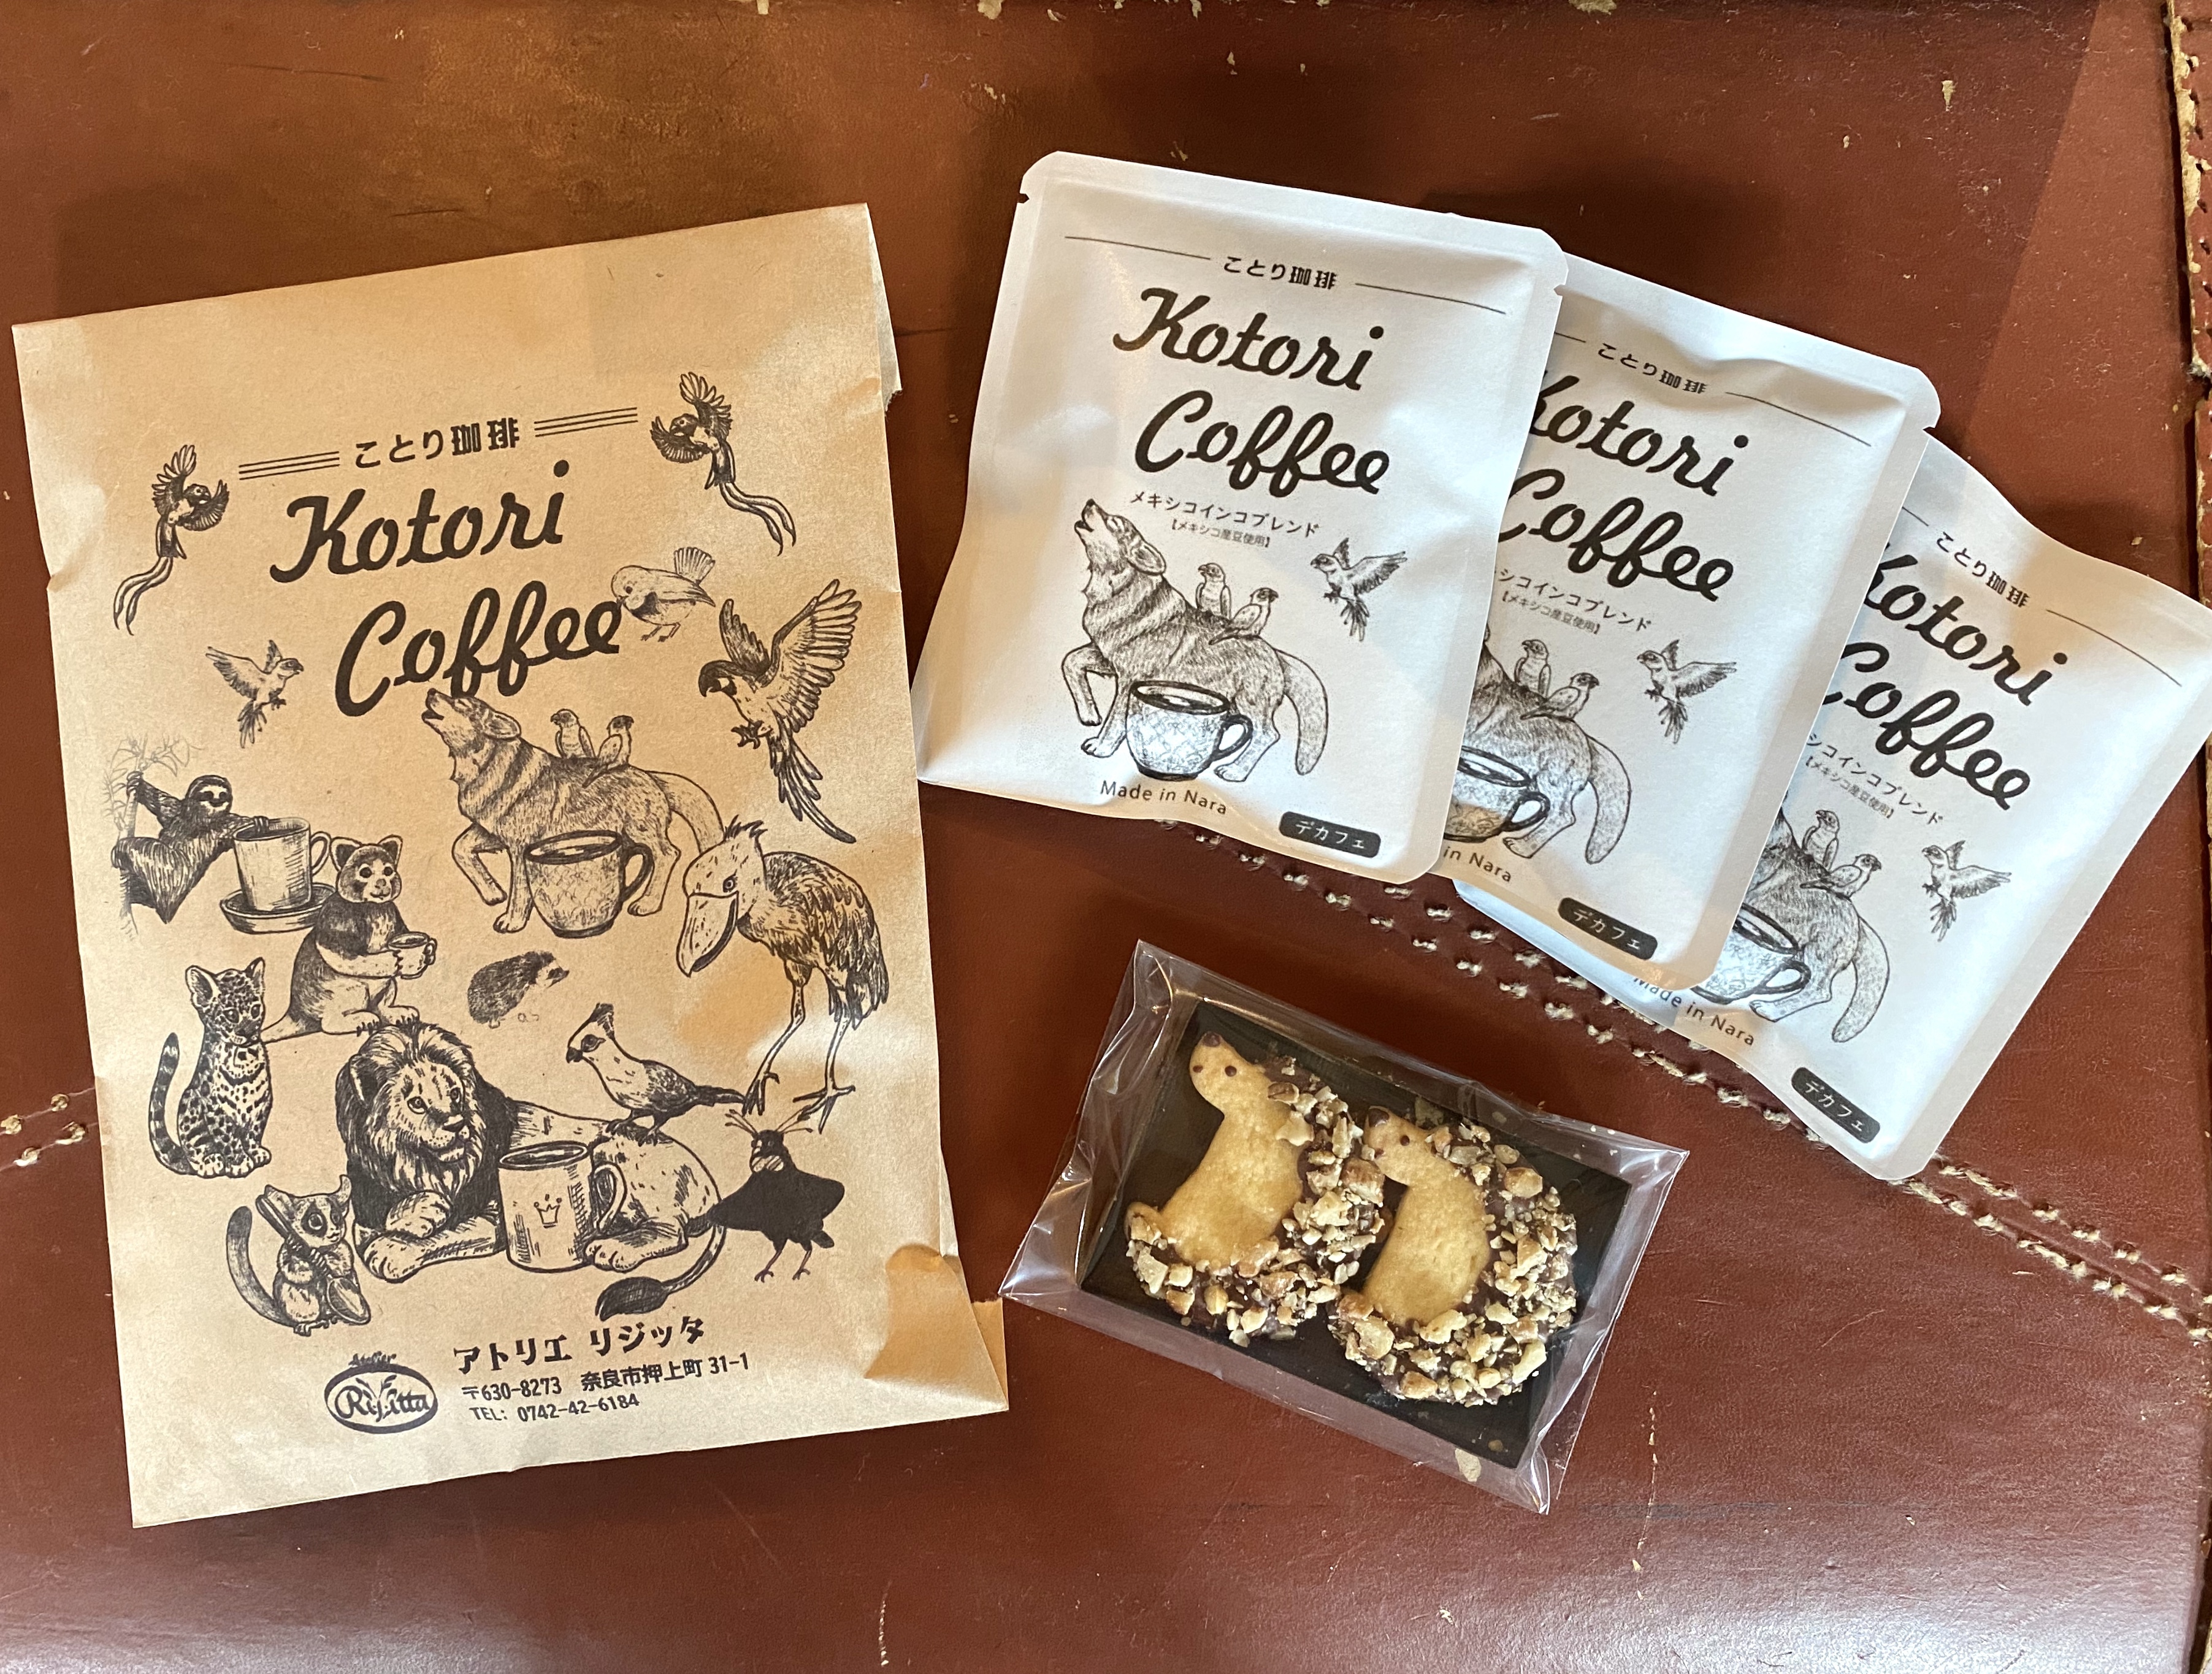 ことり珈琲
Kotori
Coffee
Rijitta
アトリエ リジッタ
〒630-8273 奈良市押上町 31-1
TEL: 0742-42-6184
ことり珈琲
Kotori
Coffee
メキシコインコブレンド
【メキシコ産豆使用】
Made in Nara
デカフェ
ことり珈琲
Kotori
Coffee
シコインコブレンド
【メキシコ産豆使用】
in Nara
デカフェ
ことり珈琲
Kotori
Coffee
シコインコブレンド
【メキシコ産豆使用】
Made in Nara
デカフェ